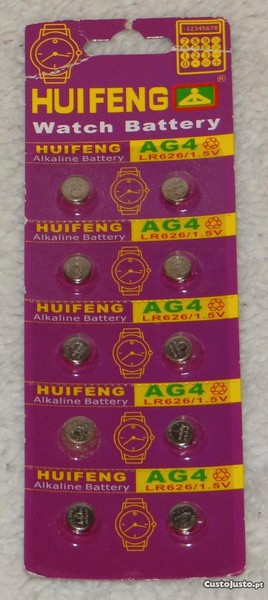 12345678
HUIFENG
®
Watch Battery
HUIFENG AG4
Alkaline Battery LR626/1.5V
HUIFENG AG4
Alkaline Battery LR626/1.5V
HUIFENG AG4
Alkaline Battery LR626/1.5V
HUIFENG AG4
Alkaline Battery LR626/1.5V
HUIFENG AG4
Alkaline Battery LR626/1.5V
CustoJusto.pt